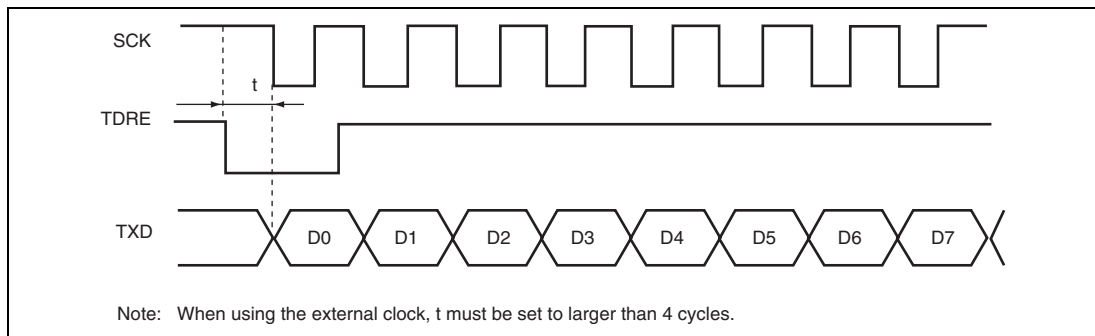 SCK
t
TDRE
TXD
D0 D1 D2 D3 D4 D5 D6 D7
Note: When using the external clock, t must be set to larger than 4 cycles.